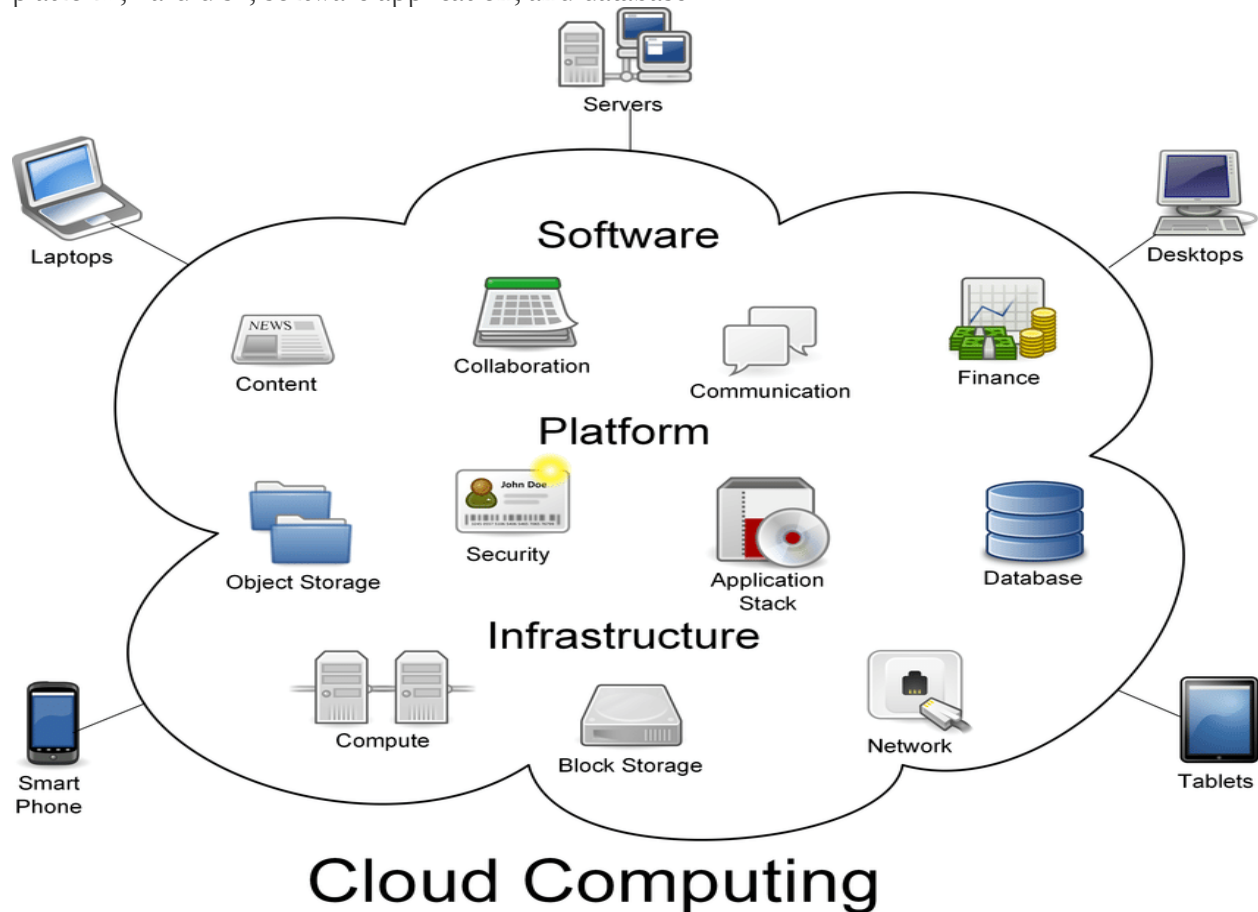 Servers
Laptops
Desktops
Software
NEWS
Content
Collaboration
Communication
Finance
Platform
John Doe
Object Storage
Security
Application
Stack
Database
Infrastructure
Compute
Block Storage
Network
Smart
Phone
Tablets
Cloud Computing